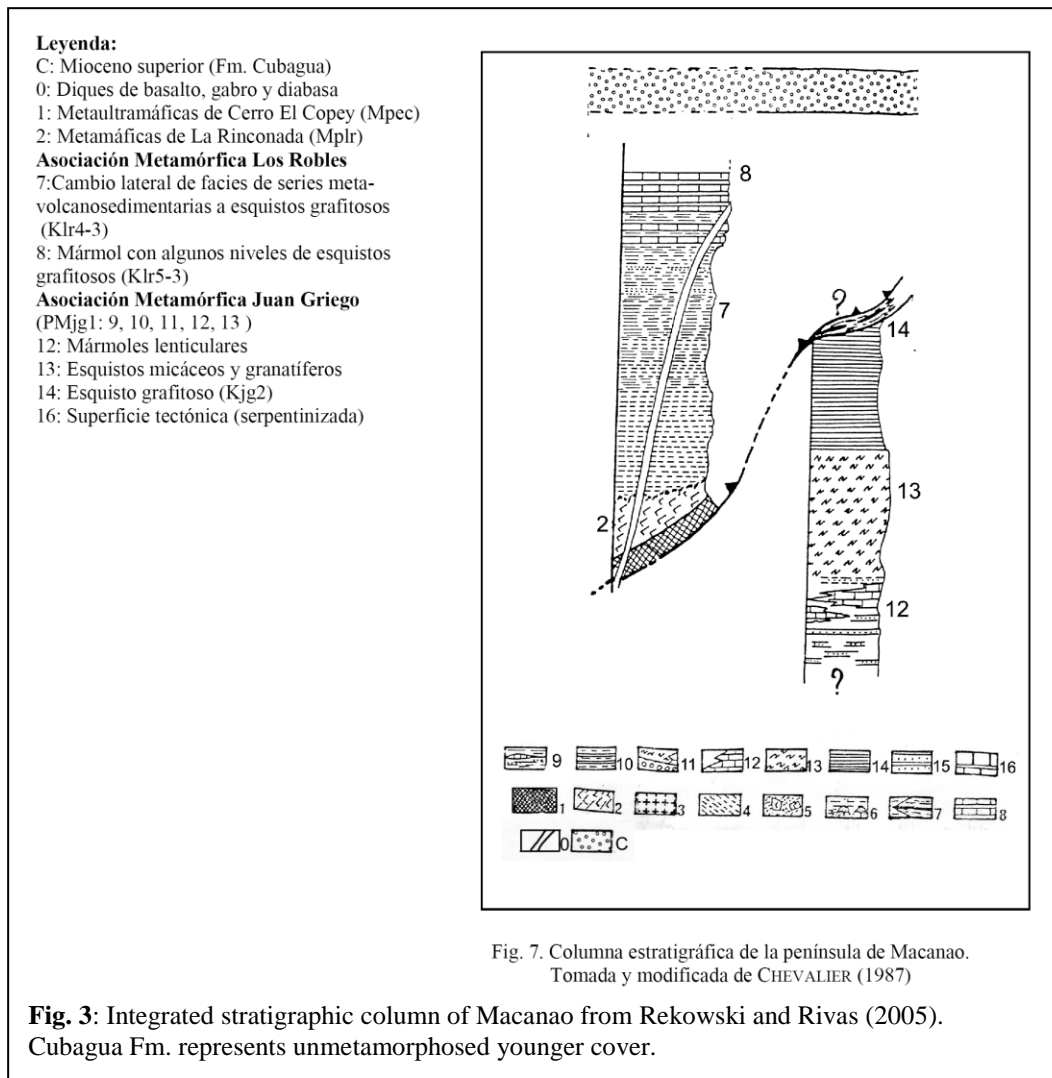 Leyenda:
C: Mioceno superior (Fm. Cubagua)
0: Diques de basalto, gabro y diabasa
1: Metaultramáficas de Cerro El Copey (Mpec)
2: Metamáficas de La Rinconada (Mplr)
Asociación Metamórfica Los Robles
7:Cambio lateral de facies de series meta-
volcanosedimentarias a esquistos grafitosos
(Klr4-3)
8: Mármol con algunos niveles de esquistos
grafitosos (Klr5-3)
Asociación Metamórfica Juan Griego
(PMjg1: 9, 10, 11, 12, 13 )
12: Mármoles lenticulares
13: Esquistos micáceos y granatíferos
14: Esquisto grafitoso (Kjg2)
16: Superficie tectónica (serpentinizada)
8
7
2
?
14
13
12
?
9 10 11 12 13 14 15 16
1 2 3 4 5 6 7 8
0 C
Fig. 7. Columna estratigráfica de la península de Macanao.
Tomada y modificada de CHEVALIER (1987)
Fig. 3: Integrated stratigraphic column of Macanao from Rekowski and Rivas (2005).
Cubagua Fm. represents unmetamorphosed younger cover.